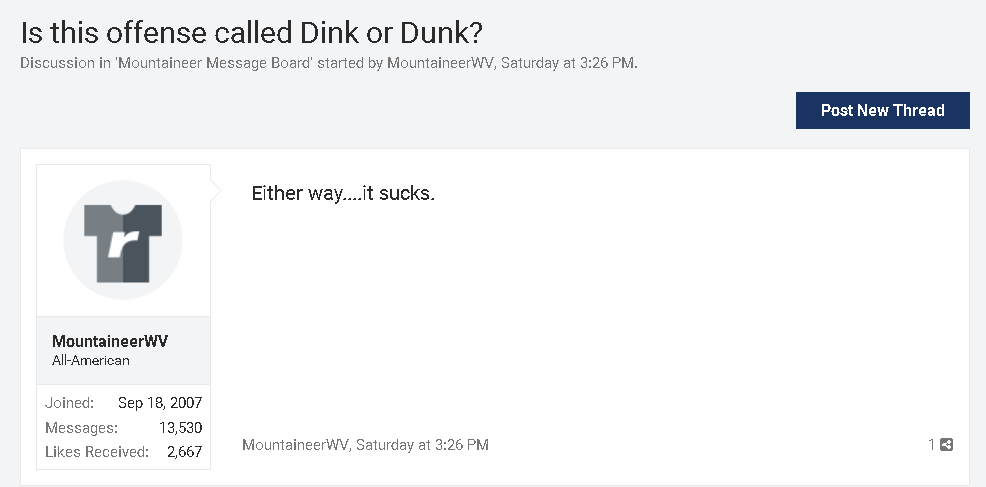 Is this offense called Dink or Dunk?
Discussion in 'Mountaineer Message Board' started by MountaineerWV, Saturday at 3:26 PM.
Post New Thread
r
Either way....it sucks.
MountaineerWV
All-American
Joined: Sep 18, 2007
Messages: 13,530
Likes Received: 2,667
MountaineerWV, Saturday at 3:26 PM
1